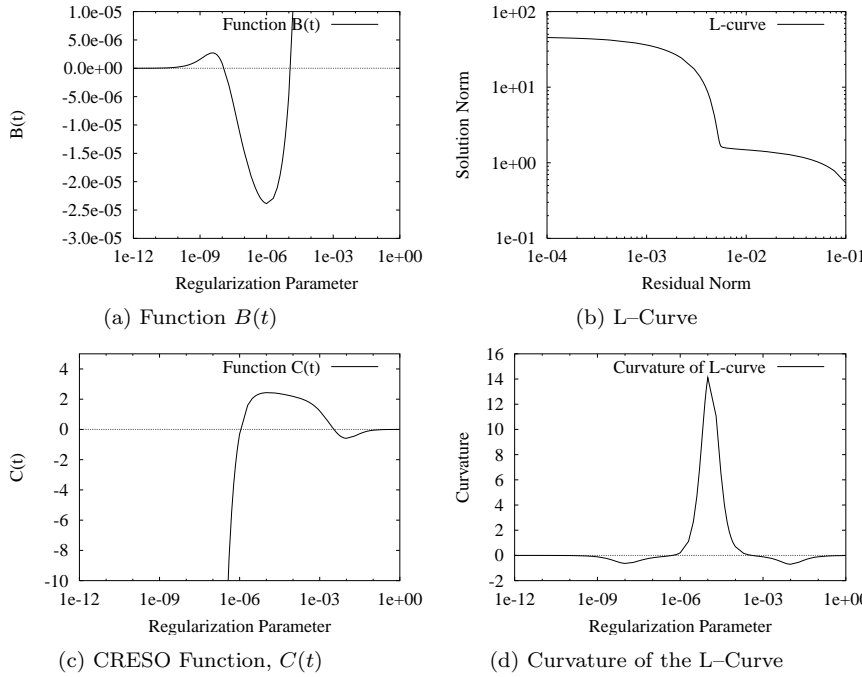 1.0e-05
5.0e-06
0.0e+00
-5.0e-06
-1.0e-05
-1.5e-05
-2.0e-05
-2.5e-05
-3.0e-05
B(t)
Function B(t)
1e-12 1e-09 1e-06 1e-03 1e+00
Regularization Parameter
(a) Function B(t)
1e+02
1e+01
1e+00
1e-01
Solution Norm
L-curve
1e-04 1e-03 1e-02 1e-01
Residual Norm
(b) L–Curve
4
2
0
-2
-4
-6
-8
-10
C(t)
Function C(t)
1e-12 1e-09 1e-06 1e-03 1e+00
Regularization Parameter
(c) CRESO Function, C(t)
16
14
12
10
8
6
4
2
0
-2
Curvature
Curvature of L-curve
1e-12 1e-09 1e-06 1e-03 1e+00
Regularization Parameter
(d) Curvature of the L–Curve